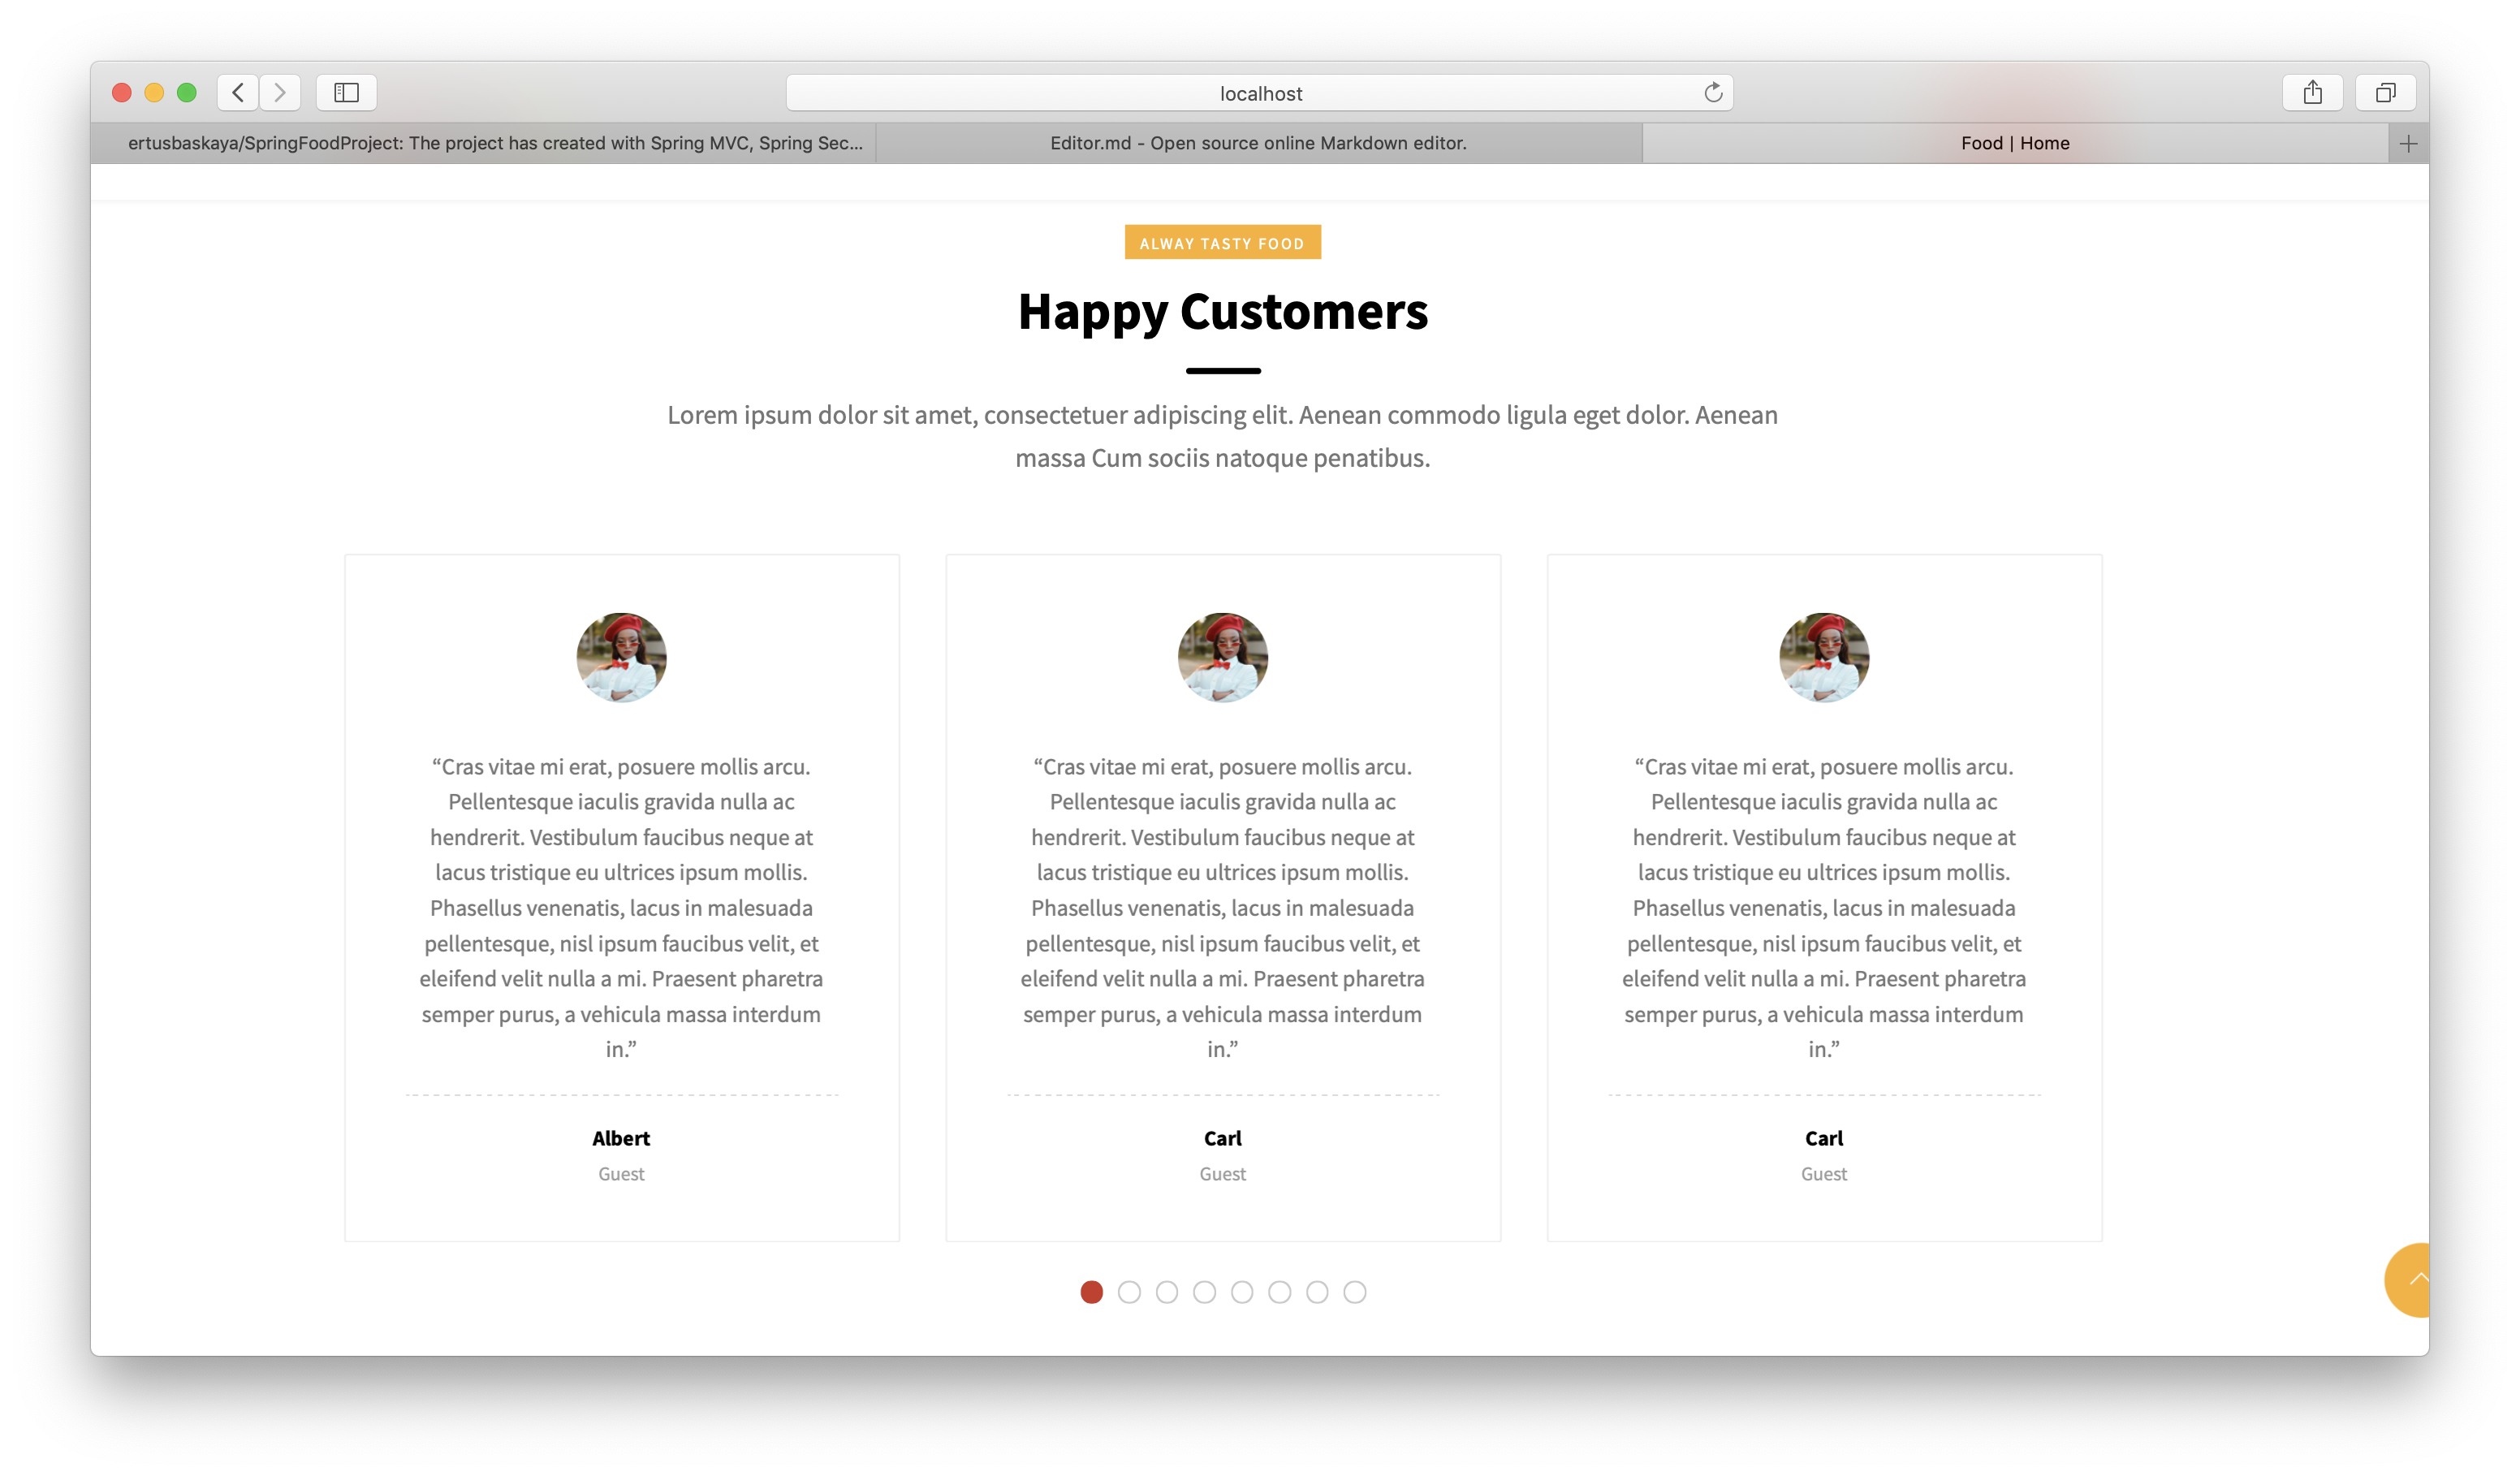 localhost
ertusbaskaya/SpringFoodProject: The project has created with Spring MVC, Spring Sec...
Editor.md - Open source online Markdown editor.
Food | Home
ALWAY TASTY FOOD
Happy Customers
Lorem ipsum dolor sit amet, consectetuer adipiscing elit. Aenean commodo ligula eget dolor. Aenean
massa Cum sociis natoque penatibus.
“Cras vitae mi erat, posuere mollis arcu.
Pellentesque iaculis gravida nulla ac
hendrerit. Vestibulum faucibus neque at
lacus tristique eu ultrices ipsum mollis.
Phasellus venenatis, lacus in malesuada
pellentesque, nisl ipsum faucibus velit, et
eleifend velit nulla a mi. Praesent pharetra
semper purus, a vehicula massa interdum
in.”
Albert
Guest
“Cras vitae mi erat, posuere mollis arcu.
Pellentesque iaculis gravida nulla ac
hendrerit. Vestibulum faucibus neque at
lacus tristique eu ultrices ipsum mollis.
Phasellus venenatis, lacus in malesuada
pellentesque, nisl ipsum faucibus velit, et
eleifend velit nulla a mi. Praesent pharetra
semper purus, a vehicula massa interdum
in.”
Carl
Guest
“Cras vitae mi erat, posuere mollis arcu.
Pellentesque iaculis gravida nulla ac
hendrerit. Vestibulum faucibus neque at
lacus tristique eu ultrices ipsum mollis.
Phasellus venenatis, lacus in malesuada
pellentesque, nisl ipsum faucibus velit, et
eleifend velit nulla a mi. Praesent pharetra
semper purus, a vehicula massa interdum
in.”
Carl
Guest